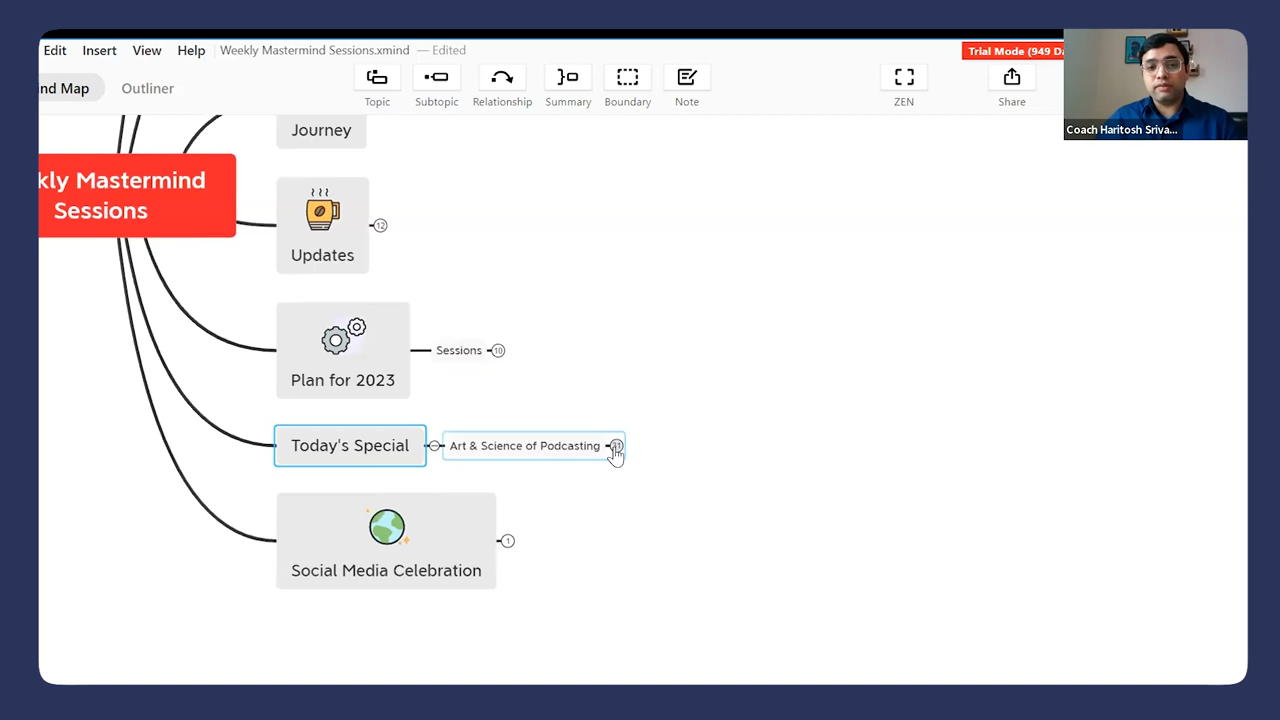 Edit Insert View Help Weekly Mastermind Sessions.xmind — Edited
Trial Mode (949 Da
nd Map Outliner
Topic Subtopic Relationship Summary Boundary Note ZEN Share
Coach Haritosh Sriva...
Journey
kly Mastermind
Sessions
Updates
12
Plan for 2023
Sessions
10
Today's Special
Art & Science of Podcasting
Social Media Celebration
1